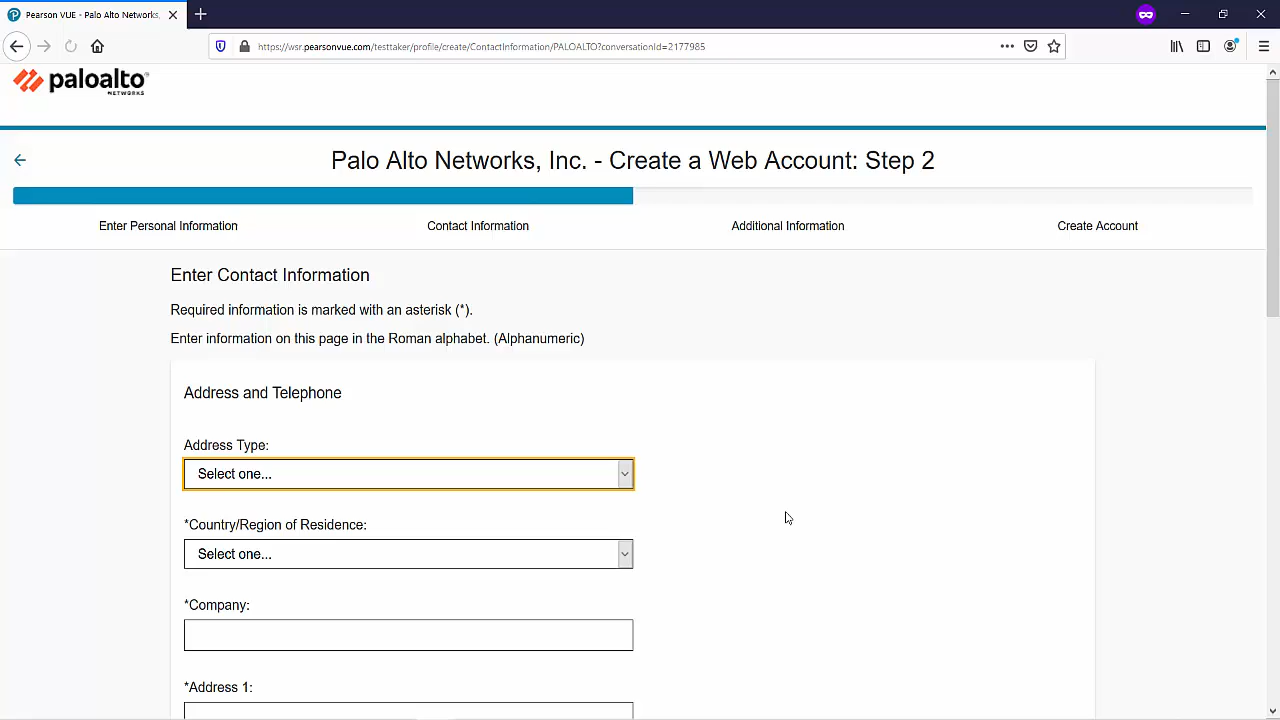 Pearson VUE - Palo Alto Networks,
https://wsr.pearsonvue.com/testtaker/profile/create/ContactInformation/PALOALTO?conversationId=2177985
paloalto
NETWORKS
Palo Alto Networks, Inc. - Create a Web Account: Step 2
Enter Personal Information
Contact Information
Additional Information
Create Account
Enter Contact Information
Required information is marked with an asterisk (*).
Enter information on this page in the Roman alphabet. (Alphanumeric)
Address and Telephone
Address Type:
Select one...
*Country/Region of Residence:
Select one...
*Company:
*Address 1: